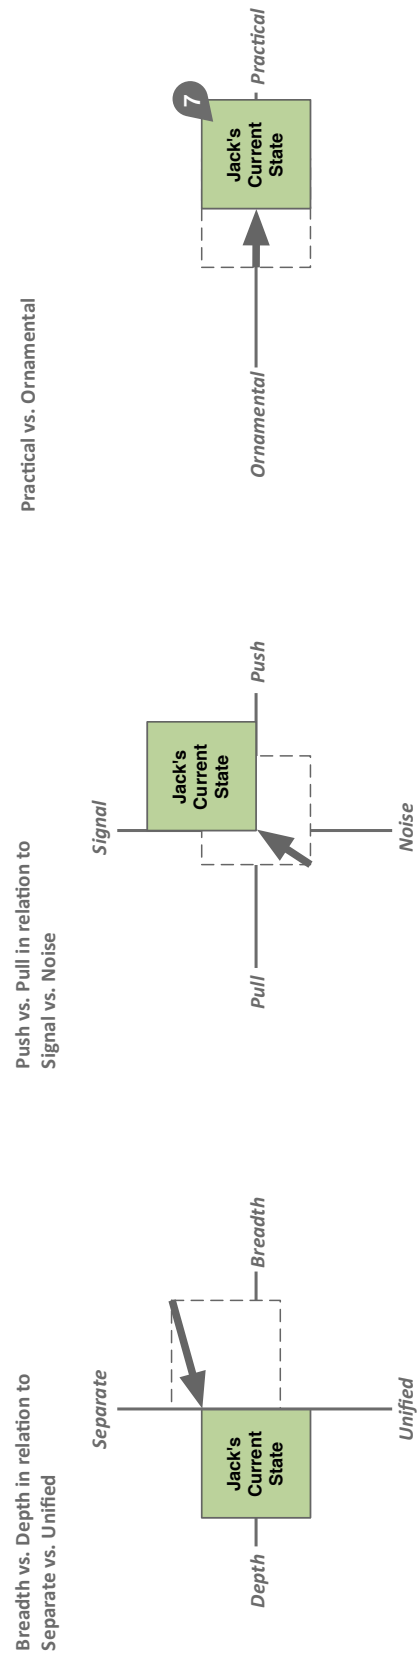 Breadth vs. Depth in relation to
Separate vs. Unified
Separate
Depth
Jack's
Current
State
Breadth
Unified
Push vs. Pull in relation to
Signal vs. Noise
Signal
Pull
Jack's
Current
State
Push
Noise
Practical vs. Ornamental
Ornamental
Jack's
Current
State
7
Practical